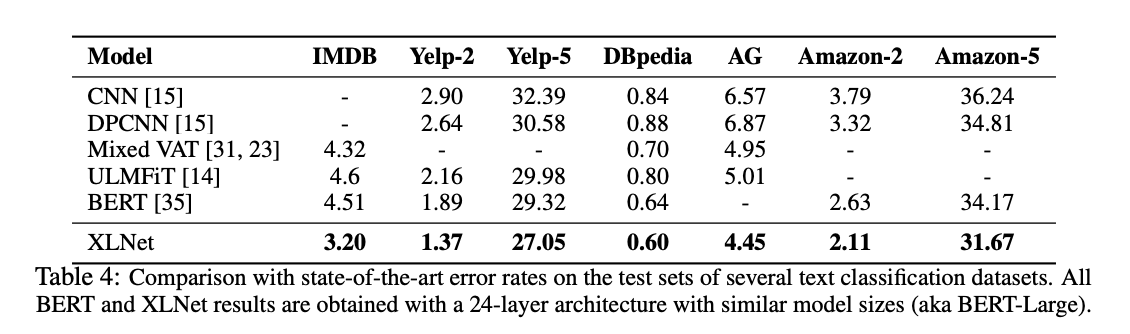 Model IMDB Yelp-2 Yelp-5 DBpedia AG Amazon-2 Amazon-5
CNN [15] - 2.90 32.39 0.84 6.57 3.79 36.24
DPCNN [15] - 2.64 30.58 0.88 6.87 3.32 34.81
Mixed VAT [31, 23] 4.32 - - 0.70 4.95 - -
ULMFiT [14] 4.6 2.16 29.98 0.80 5.01 - -
BERT [35] 4.51 1.89 29.32 0.64 - 2.63 34.17
XLNet 3.20 1.37 27.05 0.60 4.45 2.11 31.67
Table 4: Comparison with state-of-the-art error rates on the test sets of several text classification datasets. All
BERT and XLNet results are obtained with a 24-layer architecture with similar model sizes (aka BERT-Large).